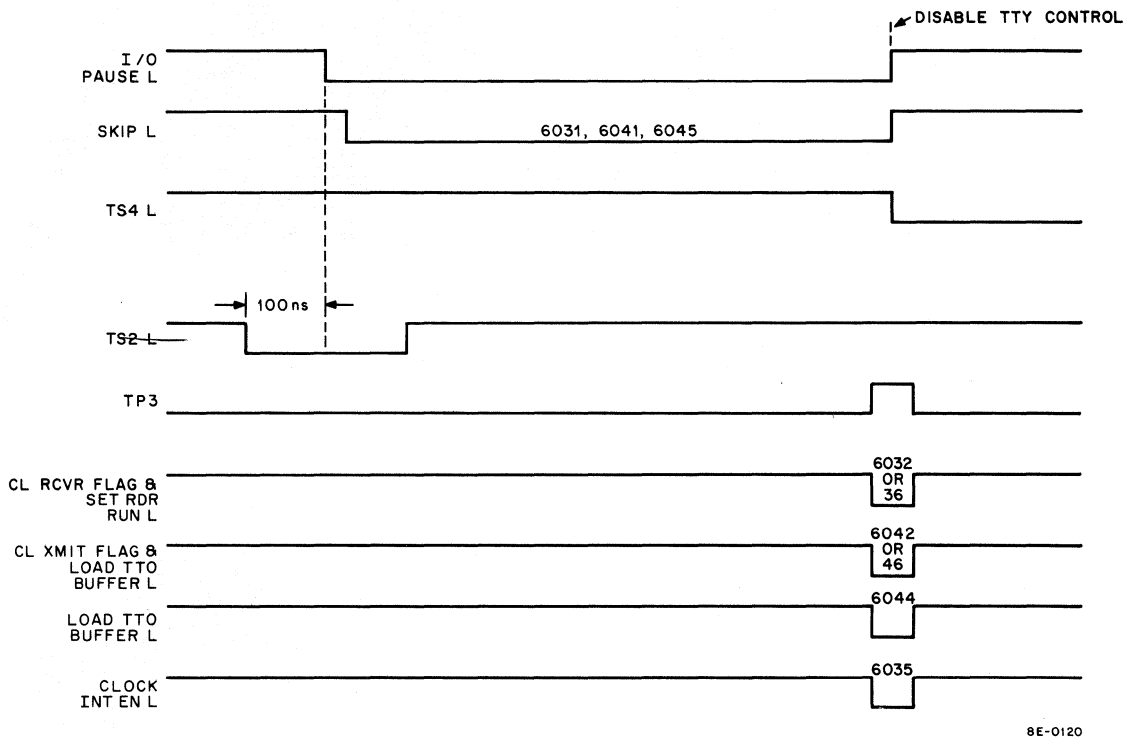 DISABLE TTY CONTROL
I/O
PAUSE L
SKIP L
6031, 6041, 6045
TS4 L
100ns
TS2 L
TP3
CL RCVR FLAG &
SET RDR
RUN L
6032
OR
36
CL XMIT FLAG &
LOAD TTO
BUFFER L
6042
OR
46
LOAD TTO
BUFFER L
6044
CLOCK
INT EN L
6035
8E-0120